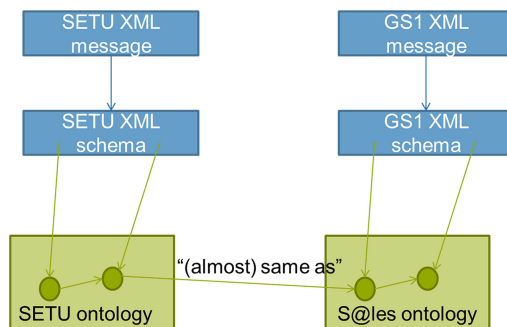 SETU XML
message
GS1 XML
message
SETU XML
schema
GS1 XML
schema
“(almost) same as”
SETU ontology
S@les ontology